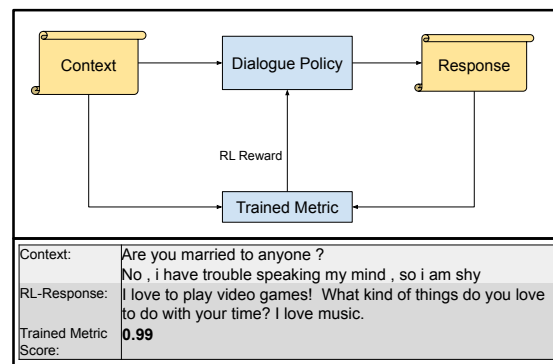 Context
Dialogue Policy
Response
RL Reward
Trained Metric
Context:
Are you married to anyone ?
No , i have trouble speaking my mind , so i am shy
RL-Response:
I love to play video games!  What kind of things do you love
to do with your time? I love music.
Trained Metric
Score:
0.99